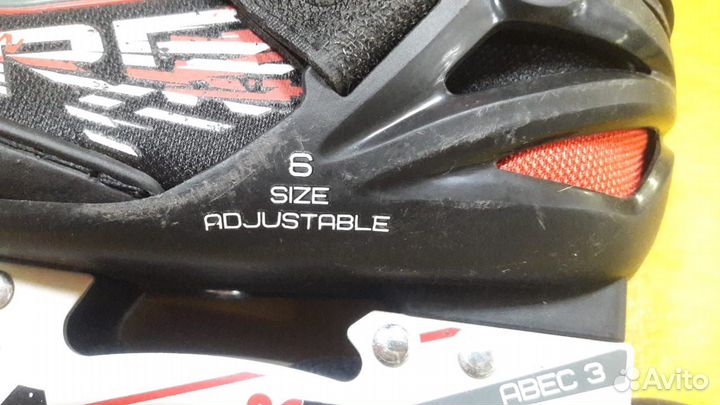 6
SIZE
ADJUSTABLE
ABEC 3
Avito